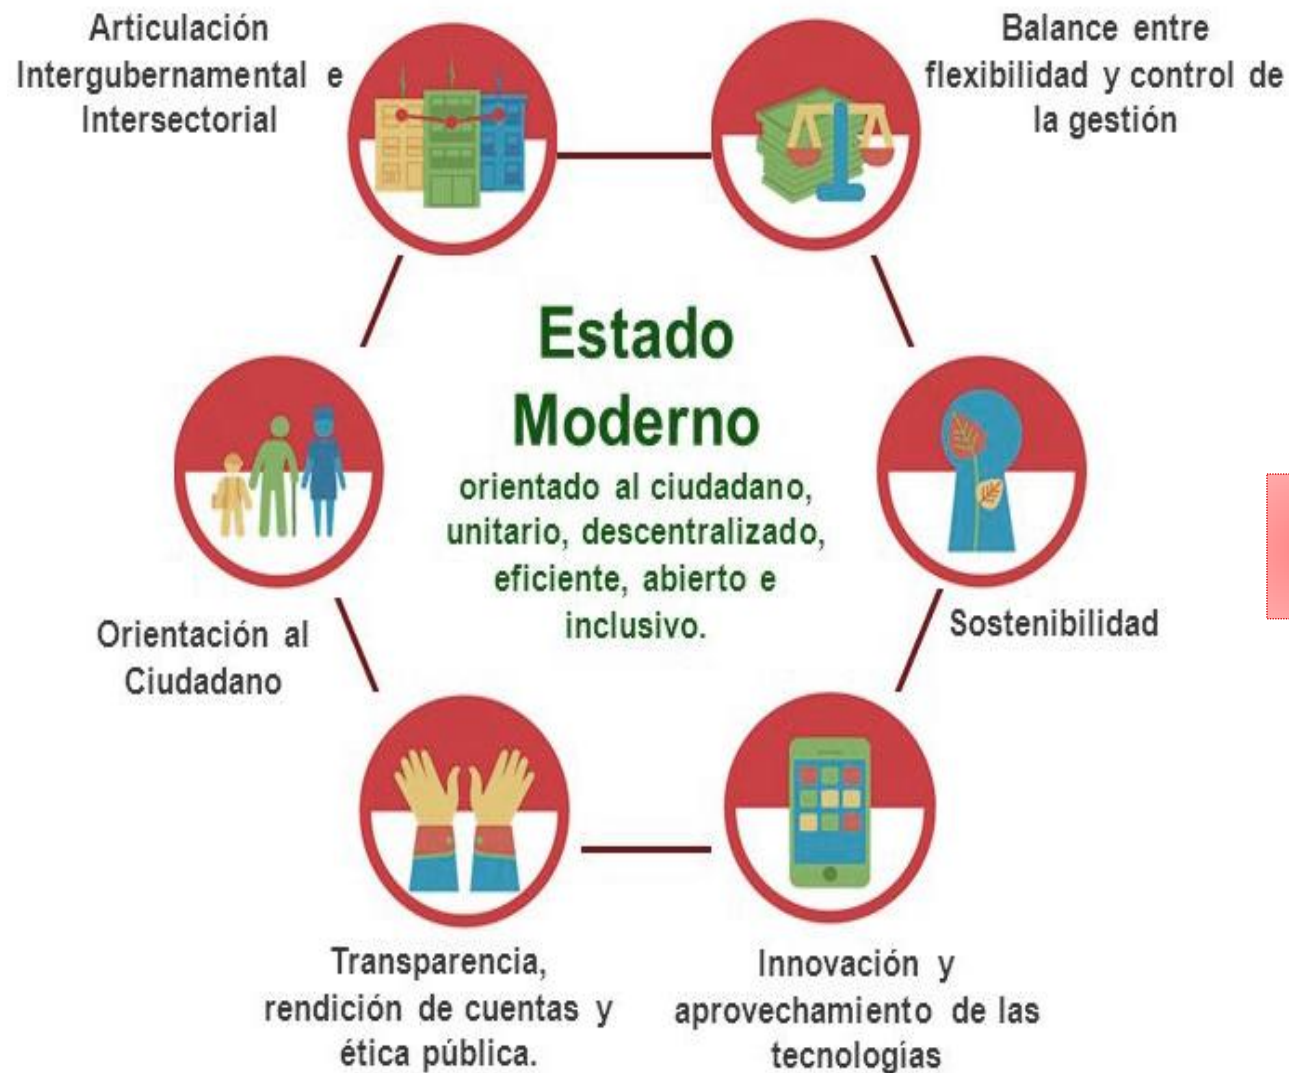 Articulación
Intergubernamental e
Intersectorial
Balance entre
flexibilidad y control de
la gestión
Estado
Moderno
orientado al ciudadano,
unitario, descentralizado,
eficiente, abierto e
inclusivo.
Orientación al
Ciudadano
Sostenibilidad
Transparencia,
rendición de cuentas y
ética pública.
Innovación y
aprovechamiento de las
tecnologías